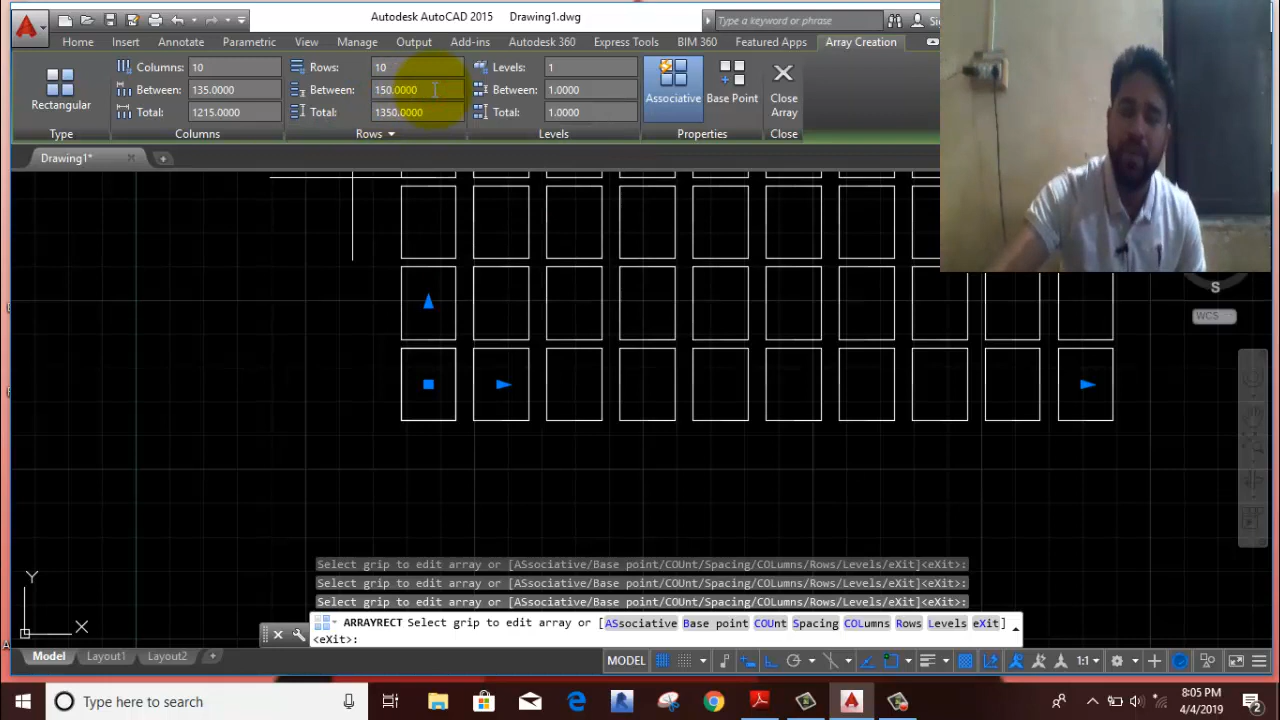 Autodesk AutoCAD 2015 Drawing1.dwg
Type a keyword or phrase
Home Insert Annotate Parametric View Manage Output Add-ins Autodesk 360 Express Tools BIM 360 Featured Apps Array Creation
Columns: 10 Rows: 10 Levels: 1
Between: 135.0000 Between: 150.0000 Between: 1.0000
Total: 1215.0000 Total: 1350.0000 Total: 1.0000
Rectangular Associative Base Point Close Array
Type Columns Rows Levels Properties Close
Drawing1*
S
WCS
Y
X
Select grip to edit array or [ASsociative/Base point/COUnt/Spacing/COLumns/Rows/Levels/eXit]<eXit>:
Select grip to edit array or [ASsociative/Base point/COUnt/Spacing/COLumns/Rows/Levels/eXit]<eXit>:
Select grip to edit array or [ASsociative/Base point/COUnt/Spacing/COLumns/Rows/Levels/eXit]<eXit>:
ARRAYRECT Select grip to edit array or [ASsociative Base point COUnt Spacing COLumns Rows Levels eXit]
<eXit>:
Model Layout1 Layout2 MODEL 1:1
Type here to search
8:05 PM
4/4/2019
2